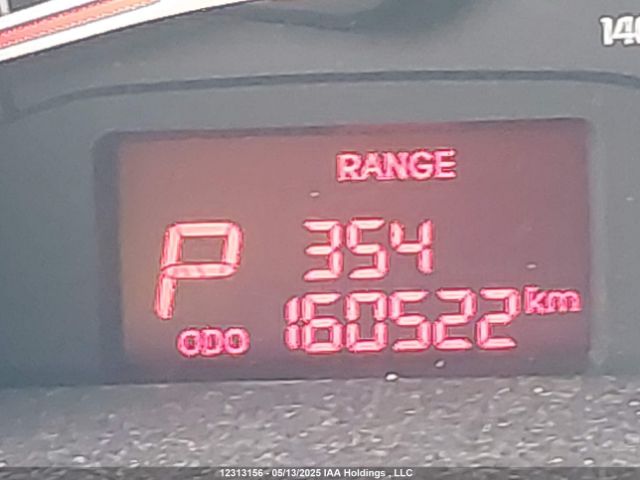 RANGE
P 354
ODO 160522 km
12313156 - 05/13/2025 IAA Holdings , LLC